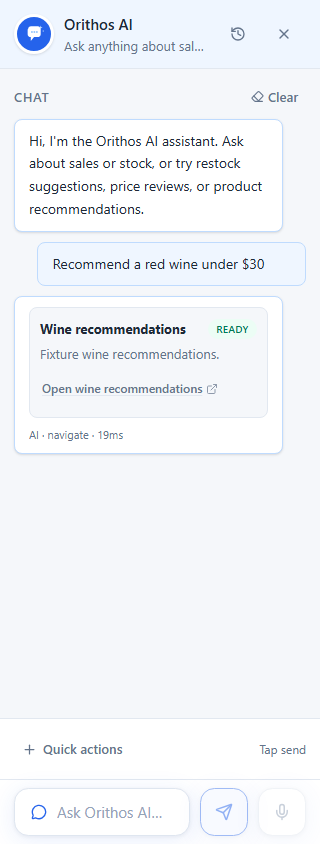 Orithos AI
Ask anything about sal...
CHAT
Clear
Hi, I'm the Orithos AI assistant. Ask
about sales or stock, or try restock
suggestions, price reviews, or product
recommendations.
Recommend a red wine under $30
Wine recommendations
READY
Fixture wine recommendations.
Open wine recommendations
AI · navigate · 19ms
Quick actions
Tap send
Ask Orithos AI...